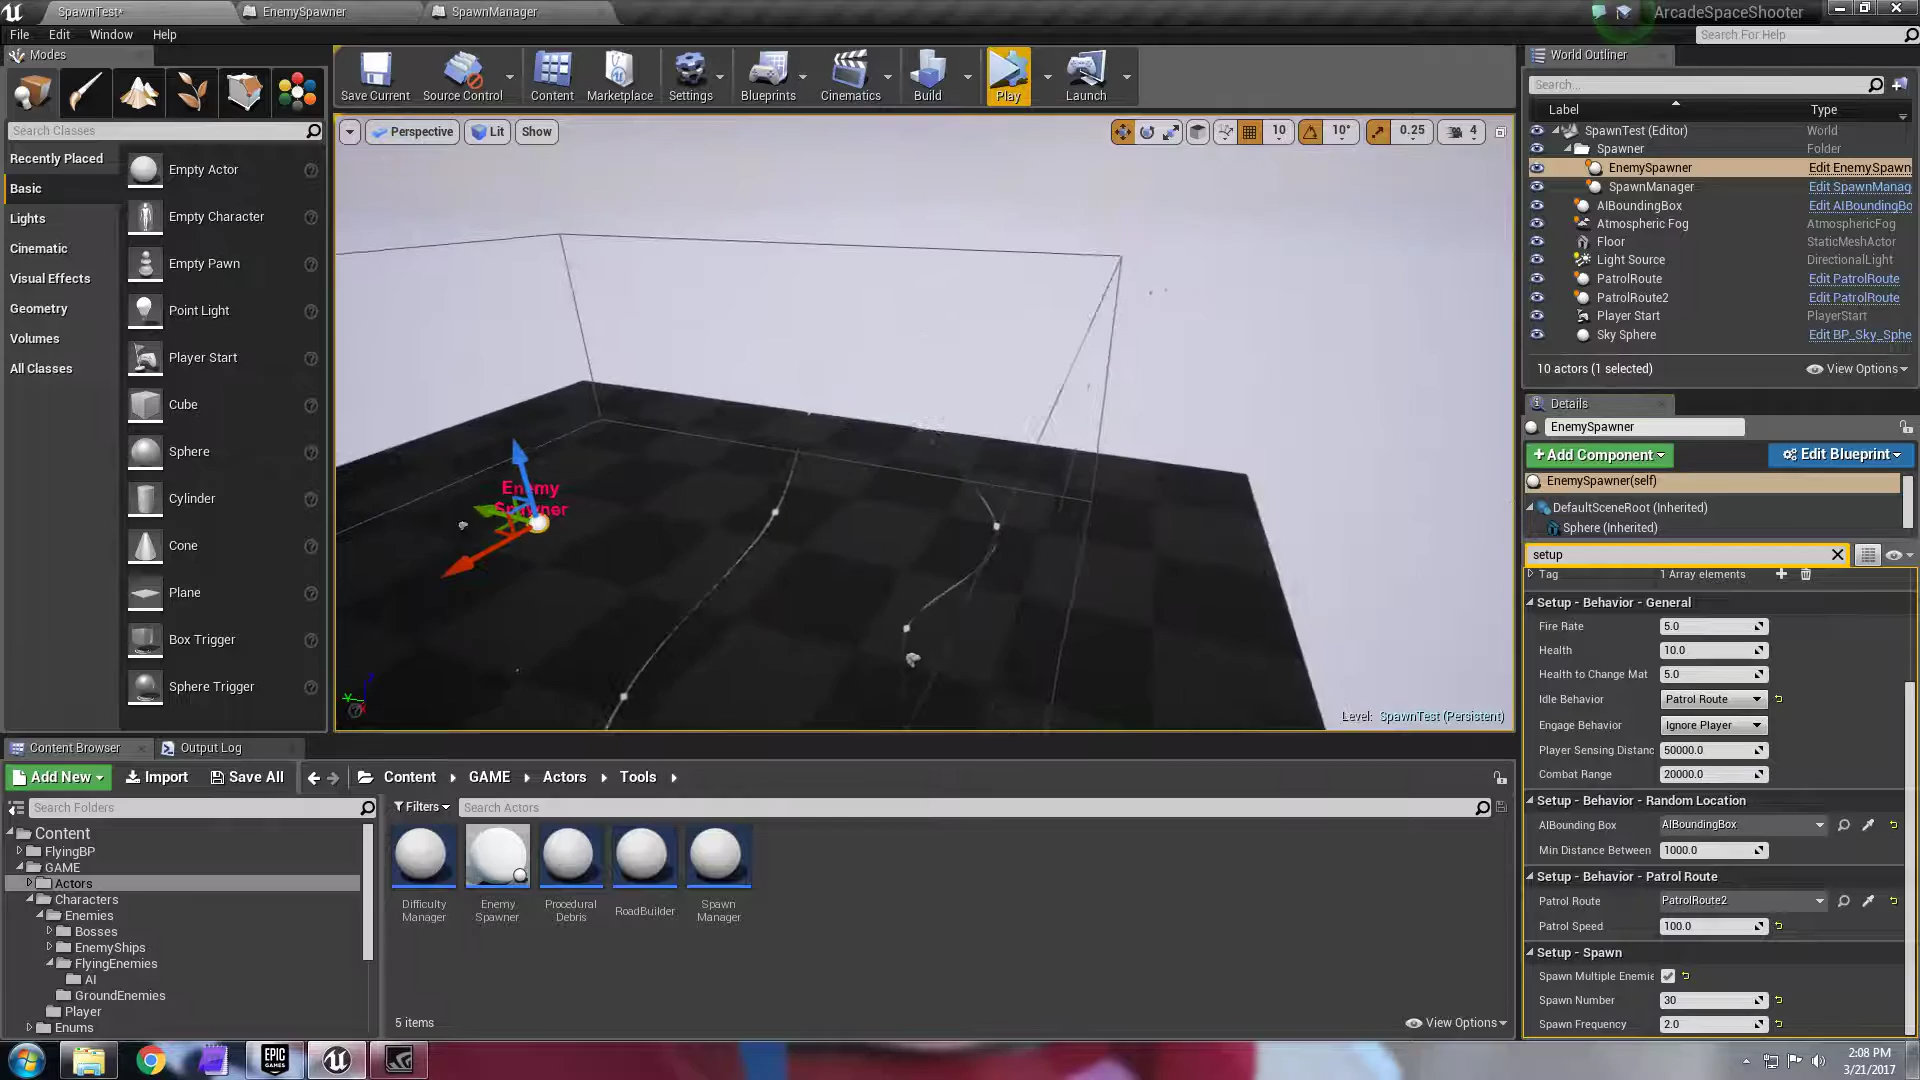 SpawnTest*
EnemySpawner
SpawnManager
ArcadeSpaceShooter
File Edit Window Help
Search For Help
Modes
Save Current
Source Control
Content
Marketplace
Settings
Blueprints
Cinematics
Build
Play
Launch
Search Classes
Recently Placed
Basic
Lights
Cinematic
Visual Effects
Geometry
Volumes
All Classes
Empty Actor
Empty Character
Empty Pawn
Point Light
Player Start
Cube
Sphere
Cylinder
Cone
Plane
Box Trigger
Sphere Trigger
Perspective
Lit
Show
10
10°
0.25
4
Enemy
Spawner
Level: SpawnTest (Persistent)
World Outliner
Search...
Label Type
SpawnTest (Editor) World
Spawner Folder
EnemySpawner Edit EnemySpawn
SpawnManager Edit SpawnManag
AIBoundingBox Edit AIBoundingBo
Atmospheric Fog AtmosphericFog
Floor StaticMeshActor
Light Source DirectionalLight
PatrolRoute Edit PatrolRoute
PatrolRoute2 Edit PatrolRoute
Player Start PlayerStart
Sky Sphere Edit BP_Sky_Sphe
10 actors (1 selected)
View Options
Details
EnemySpawner
+Add Component
Edit Blueprint
EnemySpawner(self)
DefaultSceneRoot (Inherited)
Sphere (Inherited)
setup
Tag 1 Array elements
Setup - Behavior - General
Fire Rate 5.0
Health 10.0
Health to Change Mat 5.0
Idle Behavior Patrol Route
Engage Behavior Ignore Player
Player Sensing Distanc 50000.0
Combat Range 20000.0
Setup - Behavior - Random Location
AIBounding Box AIBoundingBox
Min Distance Between 1000.0
Setup - Behavior - Patrol Route
Patrol Route PatrolRoute2
Patrol Speed 100.0
Setup - Spawn
Spawn Multiple Enemie
Spawn Number 30
Spawn Frequency 2.0
Content Browser
Output Log
Add New
Import
Save All
Content
GAME
Actors
Tools
Search Folders
Filters
Search Actors
Content
FlyingBP
GAME
Actors
Characters
Enemies
Bosses
EnemyShips
FlyingEnemies
AI
GroundEnemies
Player
Enums
Difficulty
Manager
Enemy
Spawner
Procedural
Debris
RoadBuilder
Spawn
Manager
5 items
View Options
EPIC
GAMES
2:08 PM
3/21/2017